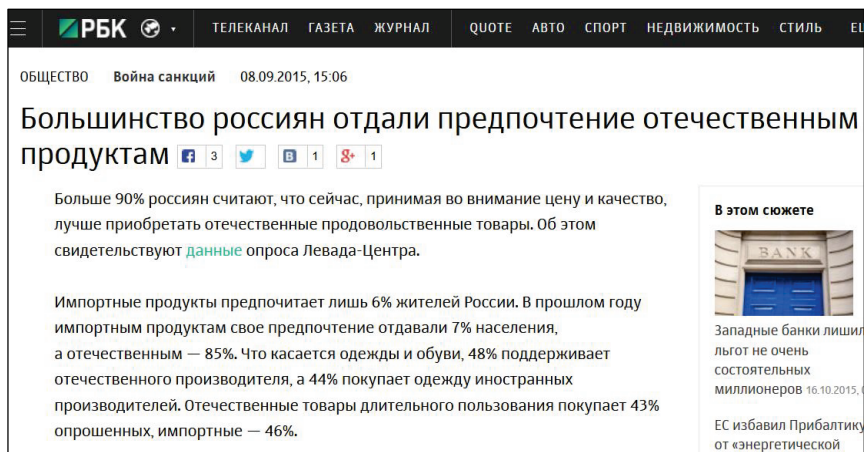 РБК
ТЕЛЕКАНАЛ ГАЗЕТА ЖУРНАЛ QUOTE АВТО СПОРТ НЕДВИЖИМОСТЬ СТИЛЬ
ОБЩЕСТВО Война санкций 08.09.2015, 15:06
Большинство россиян отдали предпочтение отечественным
продуктам 3 1 1
Больше 90% россиян считают, что сейчас, принимая во внимание цену и качество,
лучше приобретать отечественные продовольственные товары. Об этом
свидетельствуют данные опроса Левада-Центра.
Импортные продукты предпочитает лишь 6% жителей России. В прошлом году
импортным продуктам свое предпочтение отдавали 7% населения,
а отечественным — 85%. Что касается одежды и обуви, 48% поддерживает
отечественного производителя, а 44% покупает одежду иностранных
производителей. Отечественные товары длительного пользования покупает 43%
опрошенных, импортные — 46%.
В этом сюжете
BANK
Западные банки лишил
льгот не очень
состоятельных
миллионеров 16.10.2015,
ЕС избавил Прибалтику
от «энергетической